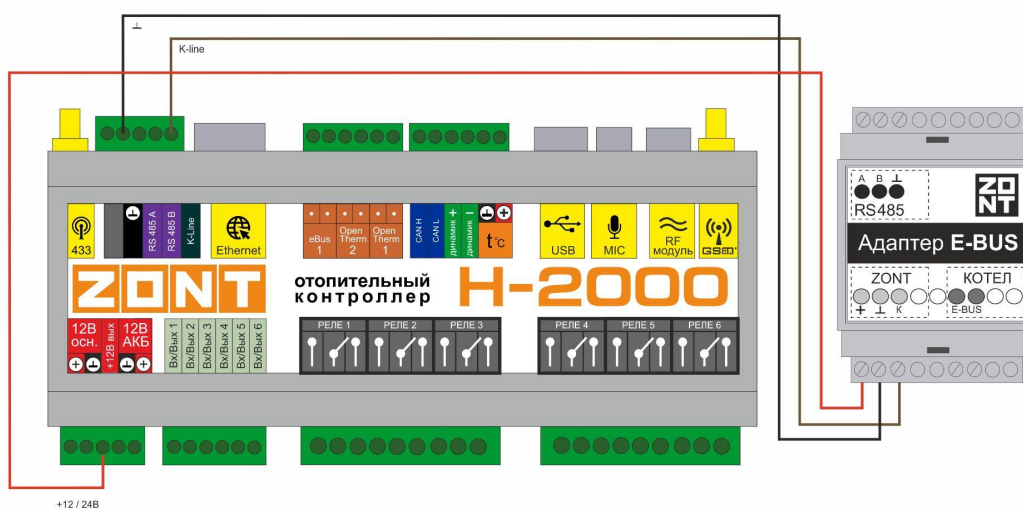 ⊥
K-line
433
RS 485 A
RS 485 B
K-Line
Ethernet
eBus
1
Open
Therm
2
Open
Therm
1
CAN H
CAN L
динамик +
динамик −
t°c
USB
MIC
RF
модуль
GSM
ZONT
отопительный
контроллер
H-2000
12В
осн.
+12В вых
12В
АКБ
Вх/Вых 1
Вх/Вых 2
Вх/Вых 3
Вх/Вых 4
Вх/Вых 5
Вх/Вых 6
РЕЛЕ 1
РЕЛЕ 2
РЕЛЕ 3
РЕЛЕ 4
РЕЛЕ 5
РЕЛЕ 6
+12 / 24В
A B ⊥
RS485
ZONT
Адаптер E-BUS
ZONT
+ ⊥ К
КОТЕЛ
E-BUS